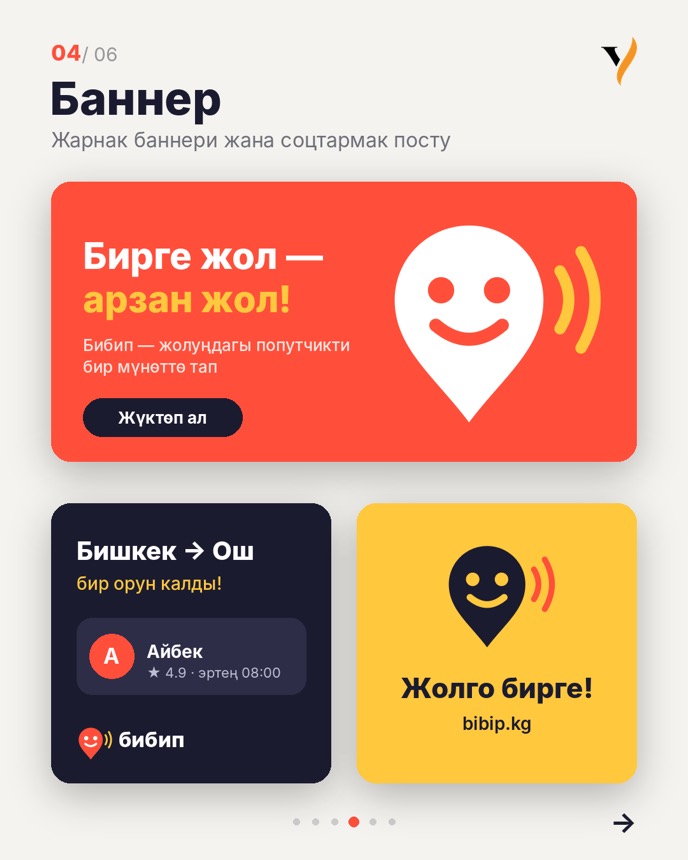 04/ 06
Баннер
Жарнак баннери жана соцтармак посту
Бирге жол —
арзан жол!
Бибип — жолуңдагы попутчикти
бир мүнөттө тап
Жүктөп ал
Бишкек → Ош
бир орун калды!
А
Айбек
★ 4.9 · эртең 08:00
бибип
Жолго бирге!
bibip.kg